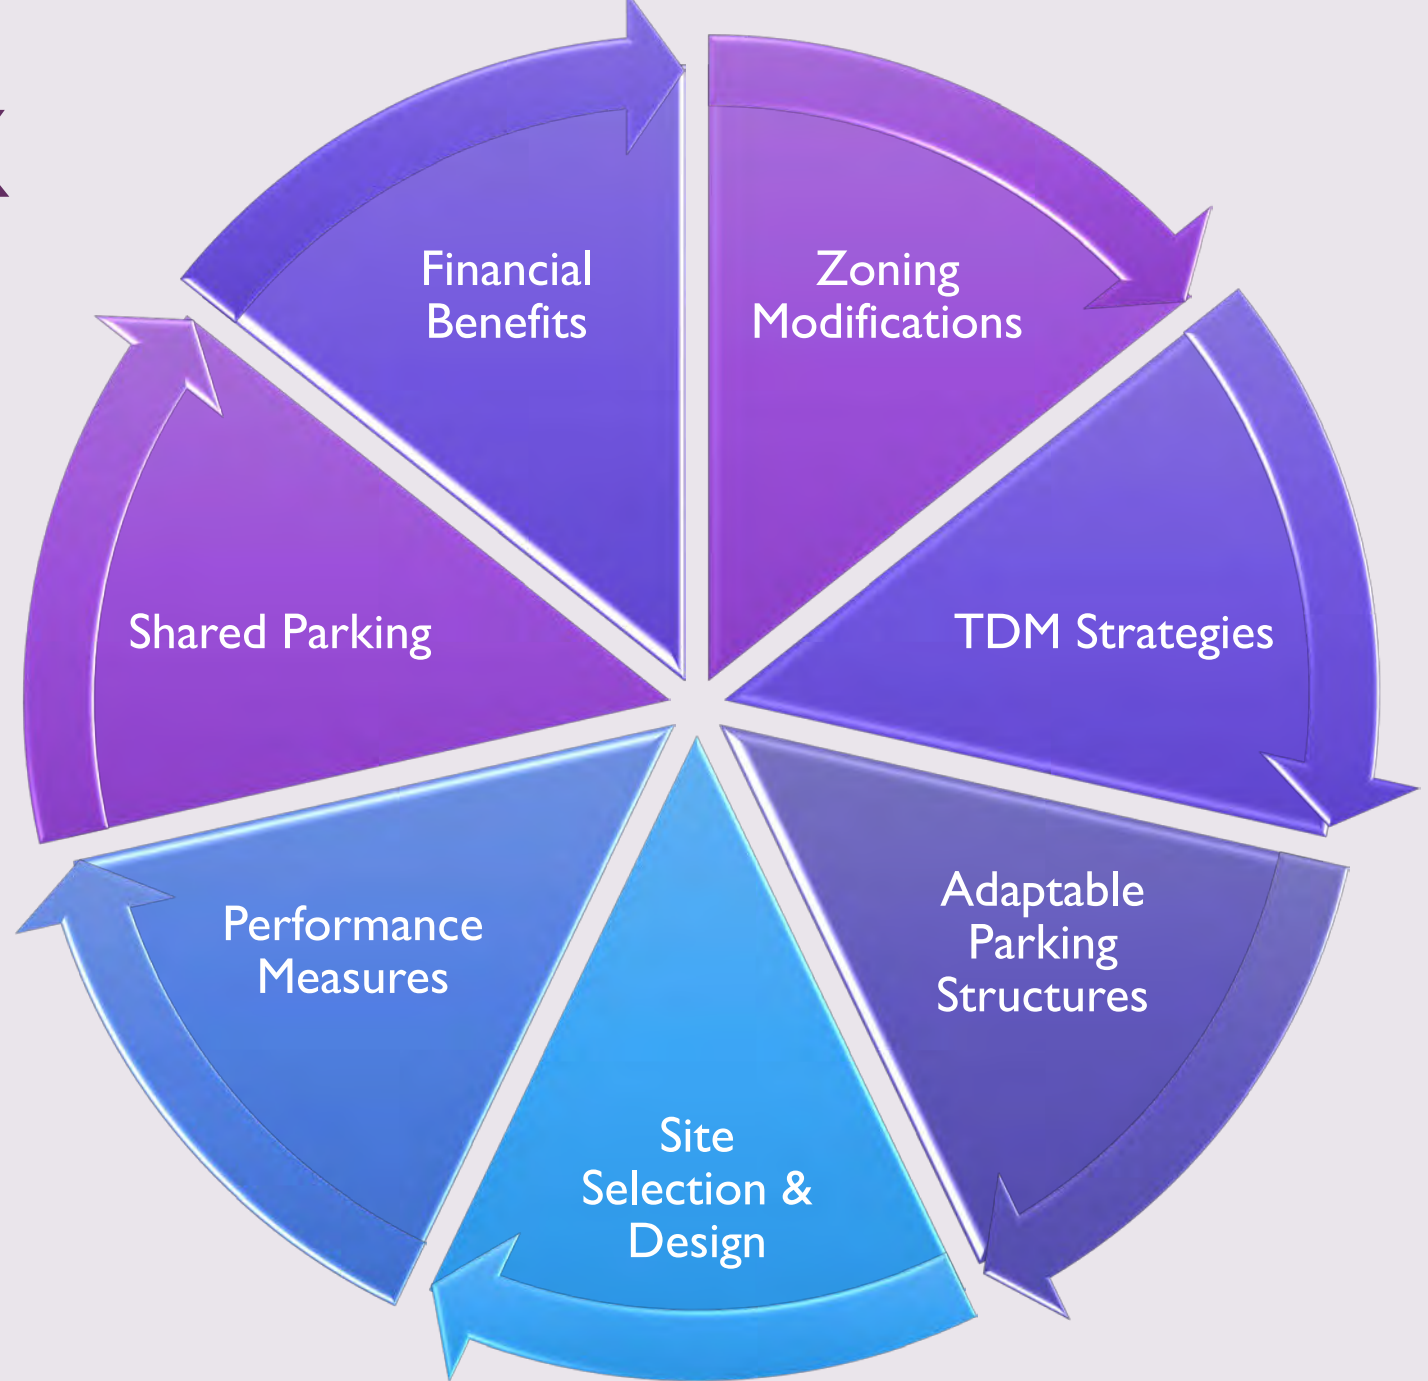 Financial
Benefits
Zoning
Modifications
Shared Parking
TDM Strategies
Adaptable
Parking
Structures
Performance
Measures
Site
Selection &
Design